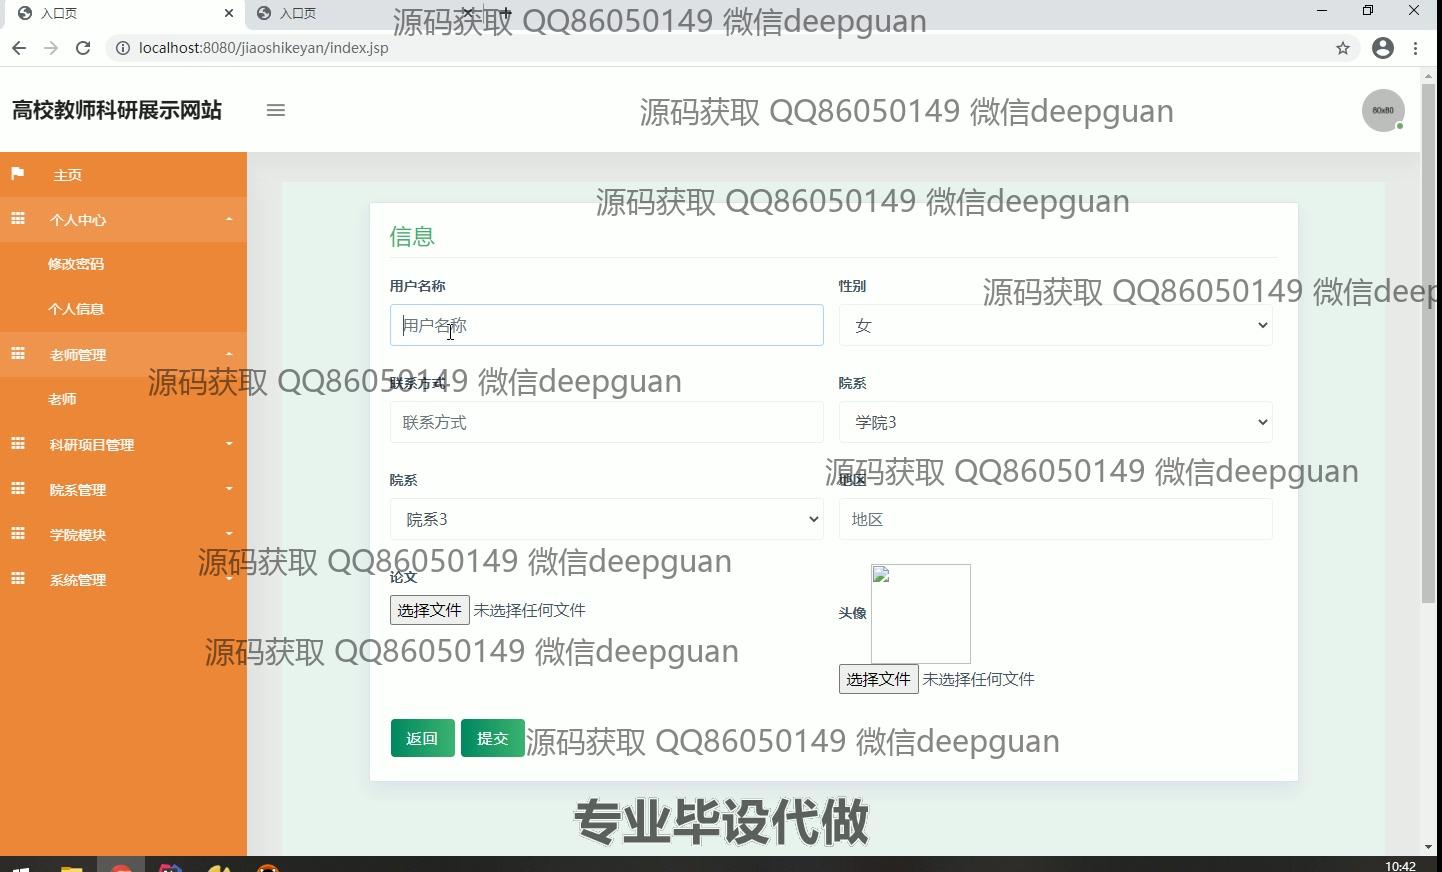 入口页
入口页
源码获取 QQ86050149 微信deepguan
localhost:8080/jiaoshikeyan/index.jsp
高校教师科研展示网站
源码获取 QQ86050149 微信deepguan
80x80
主页
源码获取 QQ86050149 微信deepguan
个人中心
信息
修改密码
用户名称
性别
源码获取 QQ86050149 微信deep
个人信息
用户名称
女
老师管理
源码获取 QQ86050149 微信deepguan
联系方式
院系
老师
联系方式
学院3
科研项目管理
源码获取 QQ86050149 微信deepguan
院系
地区
院系管理
院系3
地区
学院模块
源码获取 QQ86050149 微信deepguan
论文
系统管理
选择文件 未选择任何文件
头像
源码获取 QQ86050149 微信deepguan
选择文件 未选择任何文件
返回
提交
源码获取 QQ86050149 微信deepguan
专业毕设代做
10:42